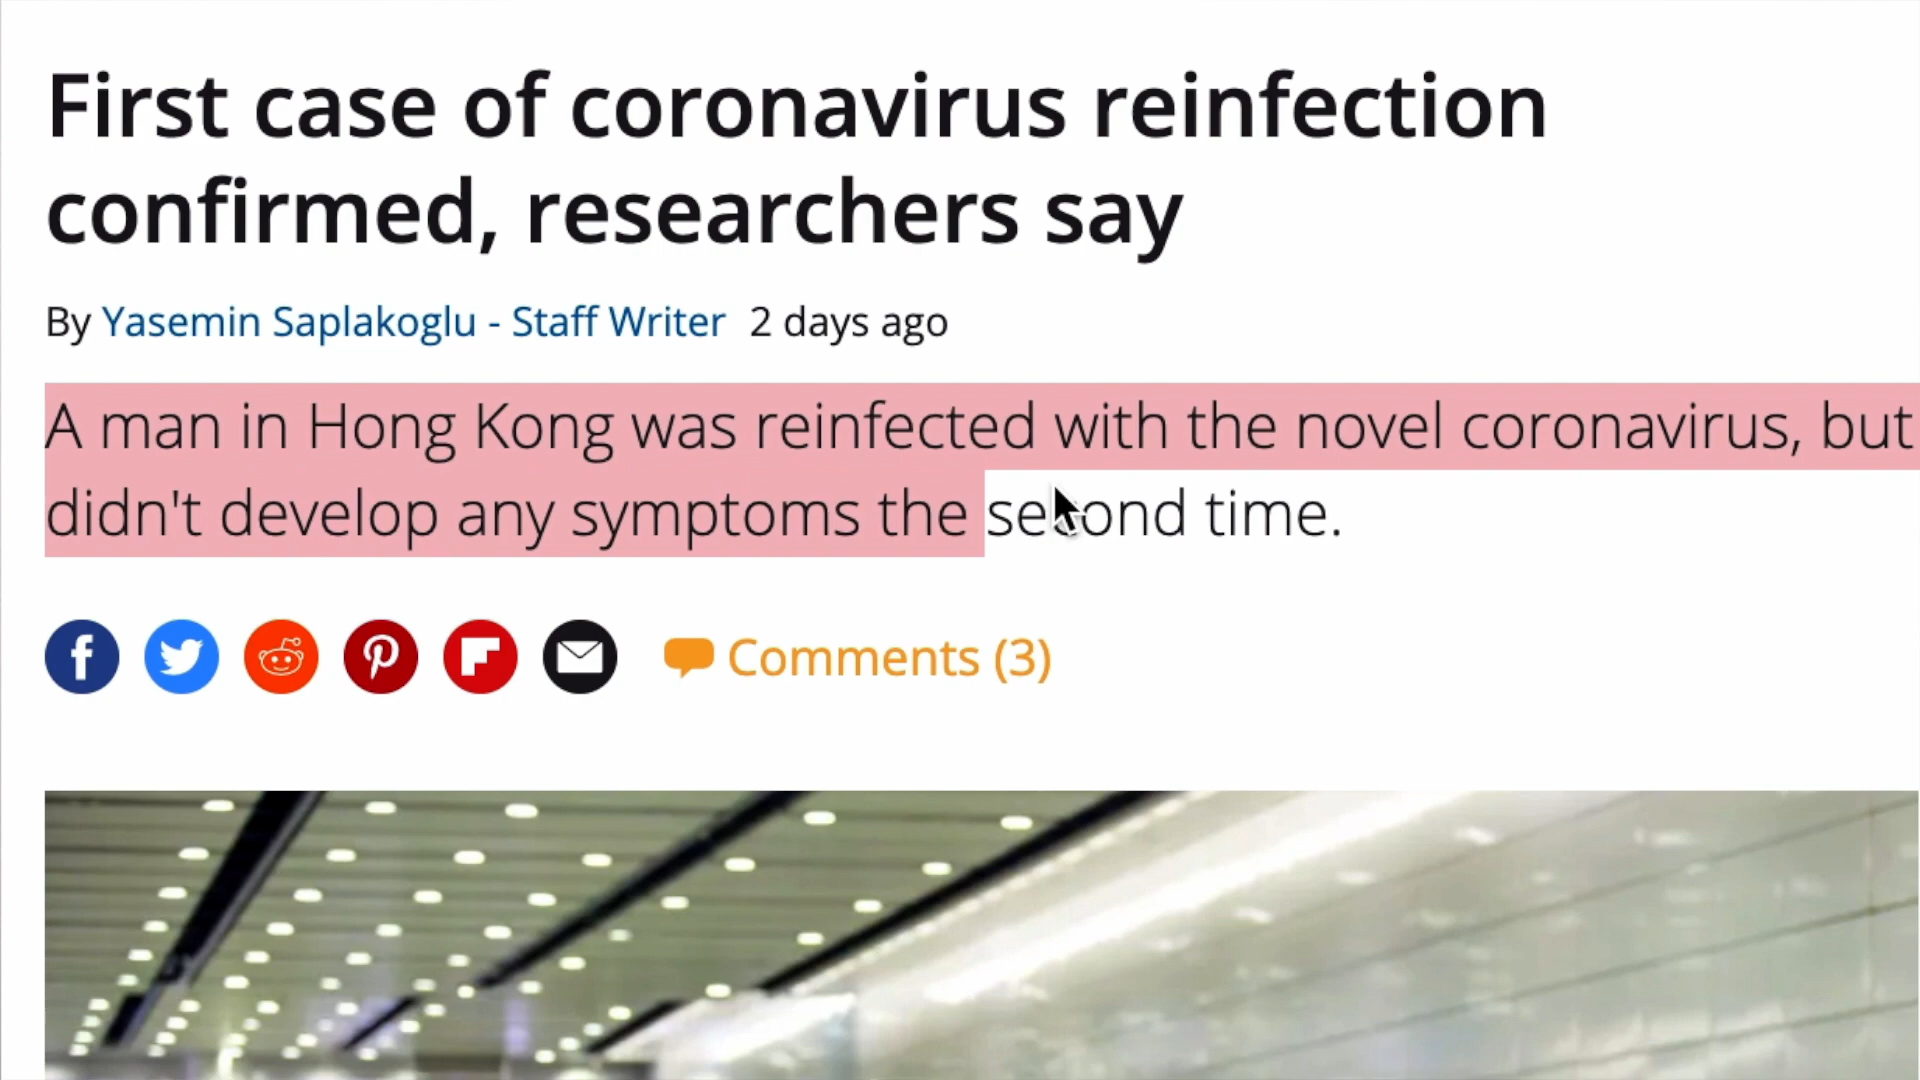 First case of coronavirus reinfection
confirmed, researchers say
By Yasemin Saplakoglu - Staff Writer 2 days ago
A man in Hong Kong was reinfected with the novel coronavirus, but
didn't develop any symptoms the second time.
Comments (3)